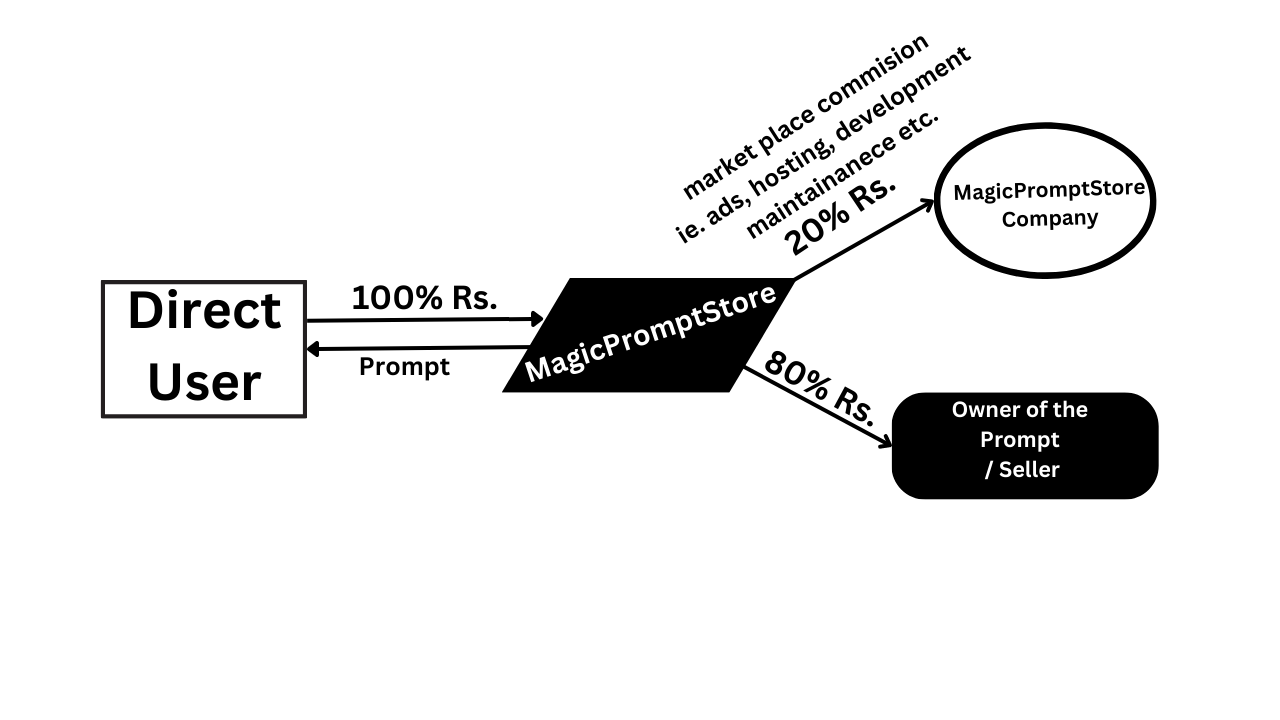 market place commision
ie. ads, hosting, development
maintainanece etc.
20% Rs.
MagicPromptStore
Company
Direct
User
100% Rs.
Prompt
MagicPromptStore
80% Rs.
Owner of the
Prompt
/ Seller